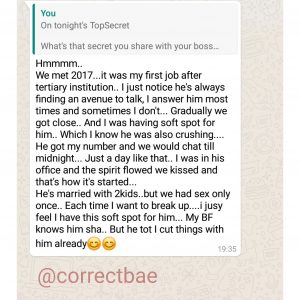 You
On tonight's TopSecret
What's that secret you share with your boss...
Hmmmm..
We met 2017...it was my first job after
tertiary institution.. I just notice he's always
finding an avenue to talk, I answer him most
times and sometimes I don't... Gradually we
got close.. And I was having soft spot for
him.. Which I know he was also crushing....
He got my number and we would chat till
midnight... Just a day like that.. I was in his
office and the spirit flowed we kissed and
that's how it's started...
He's married with 2kids..but we had sex only
once.. Each time I want to break up....i jusy
feel I have this soft spot for him... My BF
knows him sha.. But he tot I cut things with
him already😊😊
19:35
@correctbae